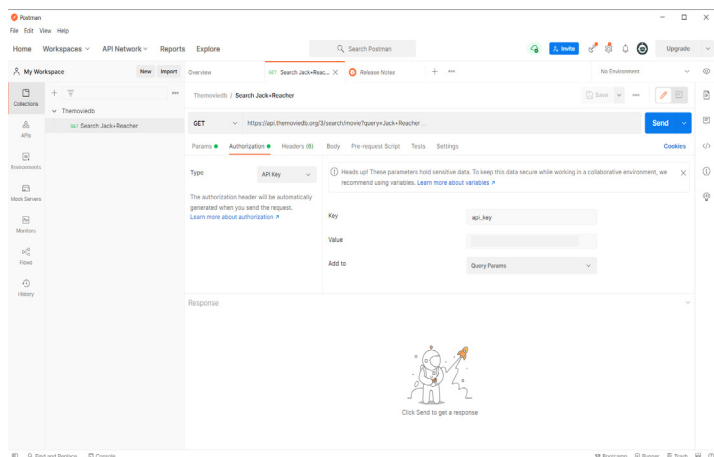 Postman
File Edit View Help
Home Workspaces API Network Reports Explore Search Postman Invite Upgrade
My Workspace New Import Overview GET Search Jack+Reac... Release Notes No Environment
Collections
APIs
Environments
Mock Servers
Monitors
Flows
History
Themoviedb
GET Search Jack+Reacher
Themoviedb / Search Jack+Reacher Save
GET https://api.themoviedb.org/3/search/movie?query=Jack+Reacher... Send
Params Authorization Headers (6) Body Pre-request Script Tests Settings Cookies
Type API Key
The authorization header will be automatically
generated when you send the request.
Learn more about authorization
Heads up! These parameters hold sensitive data. To keep this data secure while working in a collaborative environment, we
recommend using variables. Learn more about variables
Key api_key
Value
Add to Query Params
Response
Click Send to get a response
Find and Replace Console Bootcamp Runner Trash